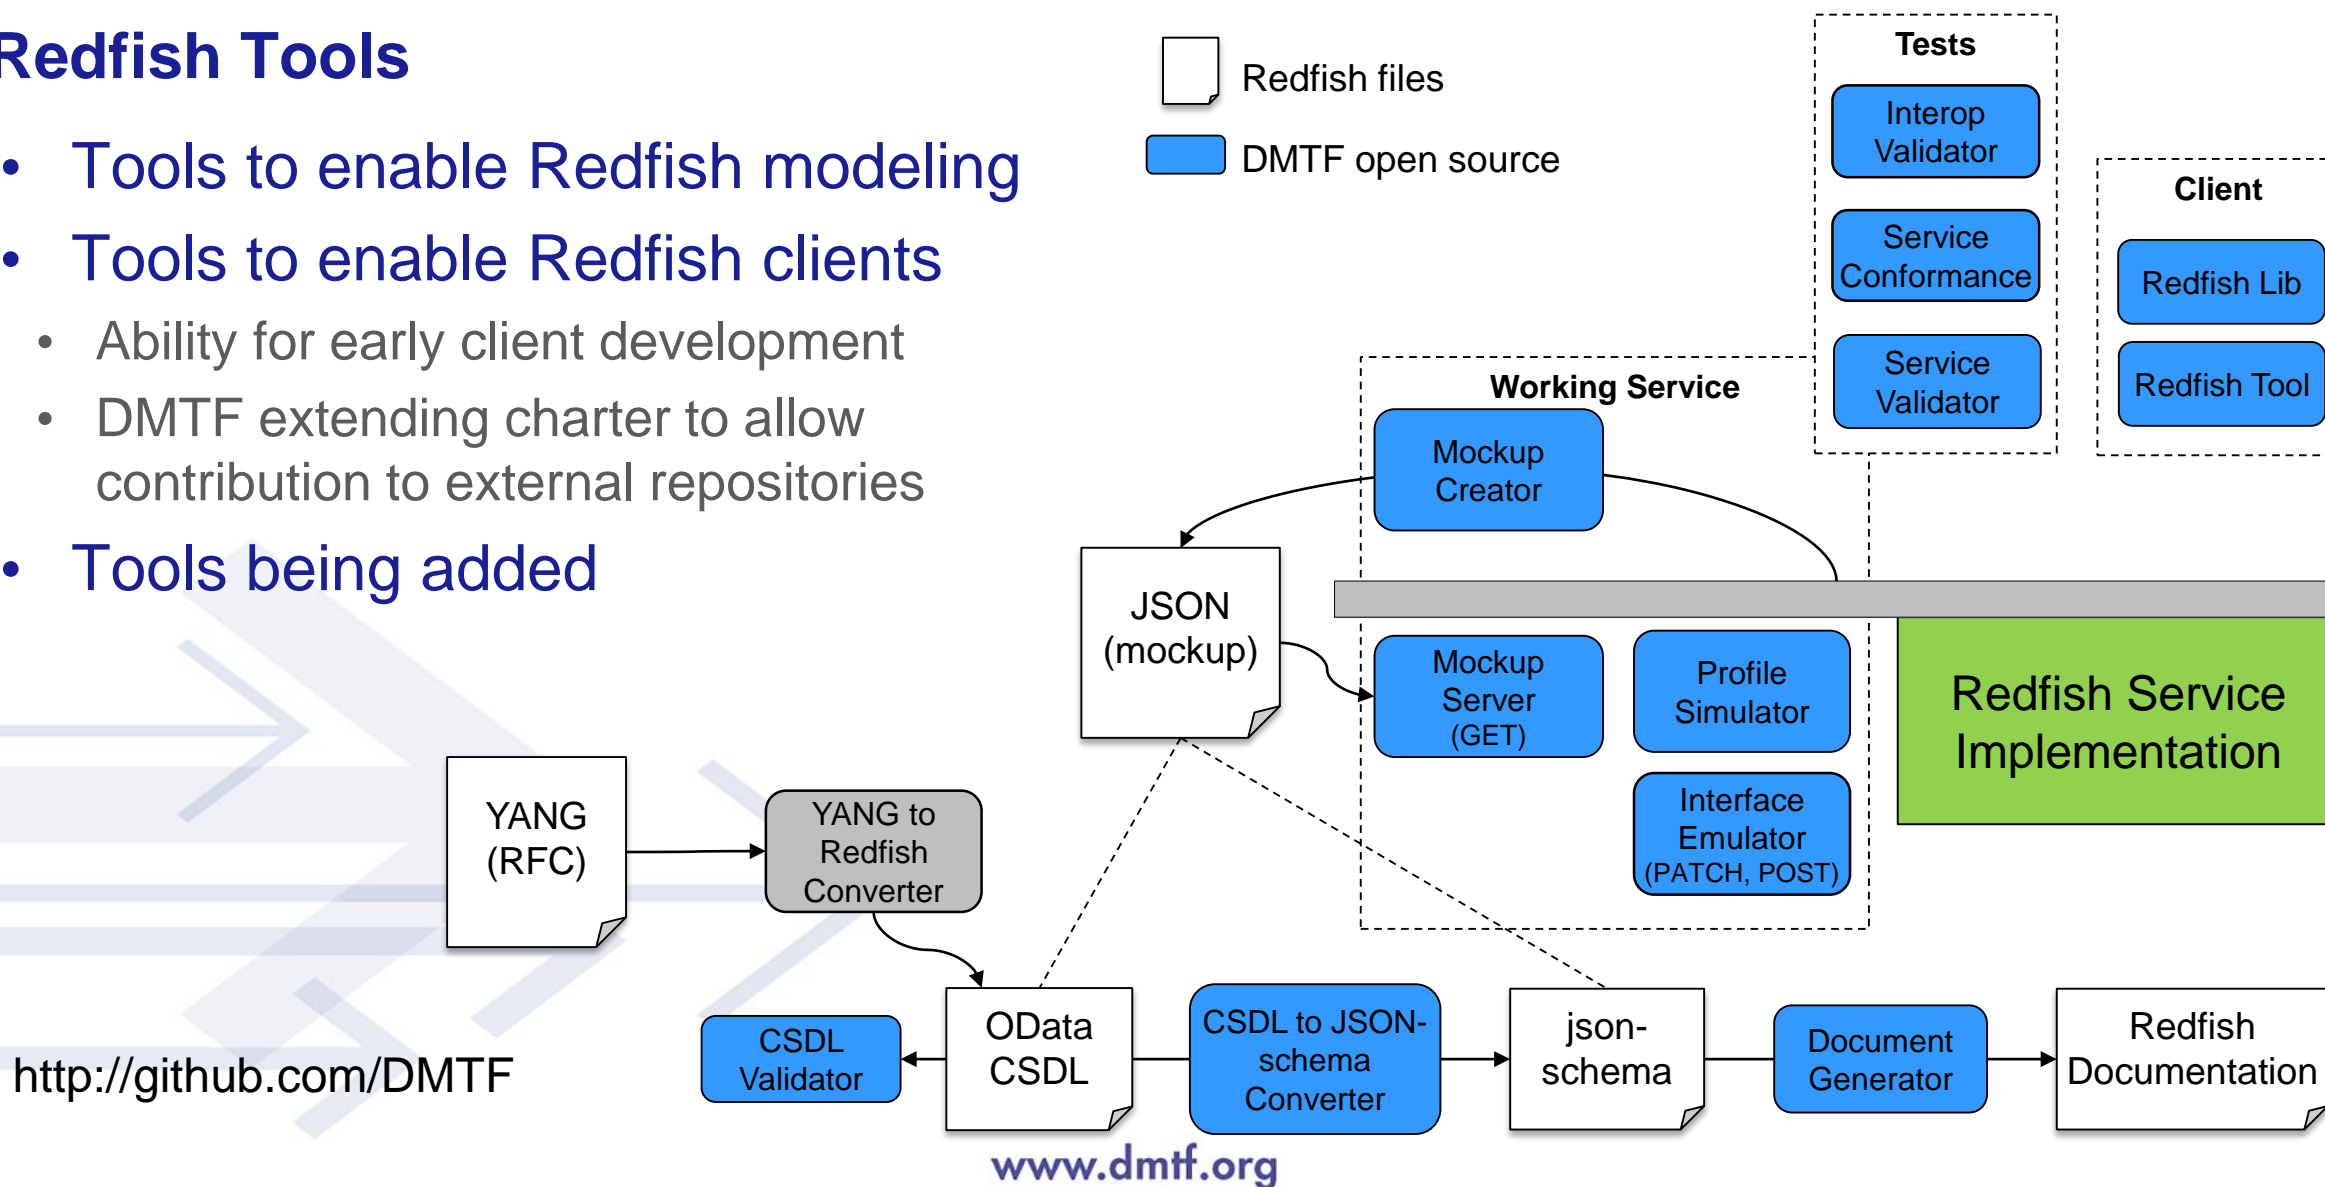 Redfish Tools
• Tools to enable Redfish modeling
• Tools to enable Redfish clients
• Ability for early client development
• DMTF extending charter to allow
contribution to external repositories
• Tools being added
http://github.com/DMTF
Redfish files
DMTF open source
Tests
Interop
Validator
Service
Conformance
Service
Validator
Client
Redfish Lib
Redfish Tool
Working Service
Mockup
Creator
JSON
(mockup)
Mockup
Server
(GET)
Profile
Simulator
Interface
Emulator
(PATCH, POST)
Redfish Service
Implementation
YANG
(RFC)
YANG to
Redfish
Converter
CSDL
Validator
OData
CSDL
CSDL to JSON-
schema
Converter
json-
schema
Document
Generator
Redfish
Documentation
www.dmtf.org